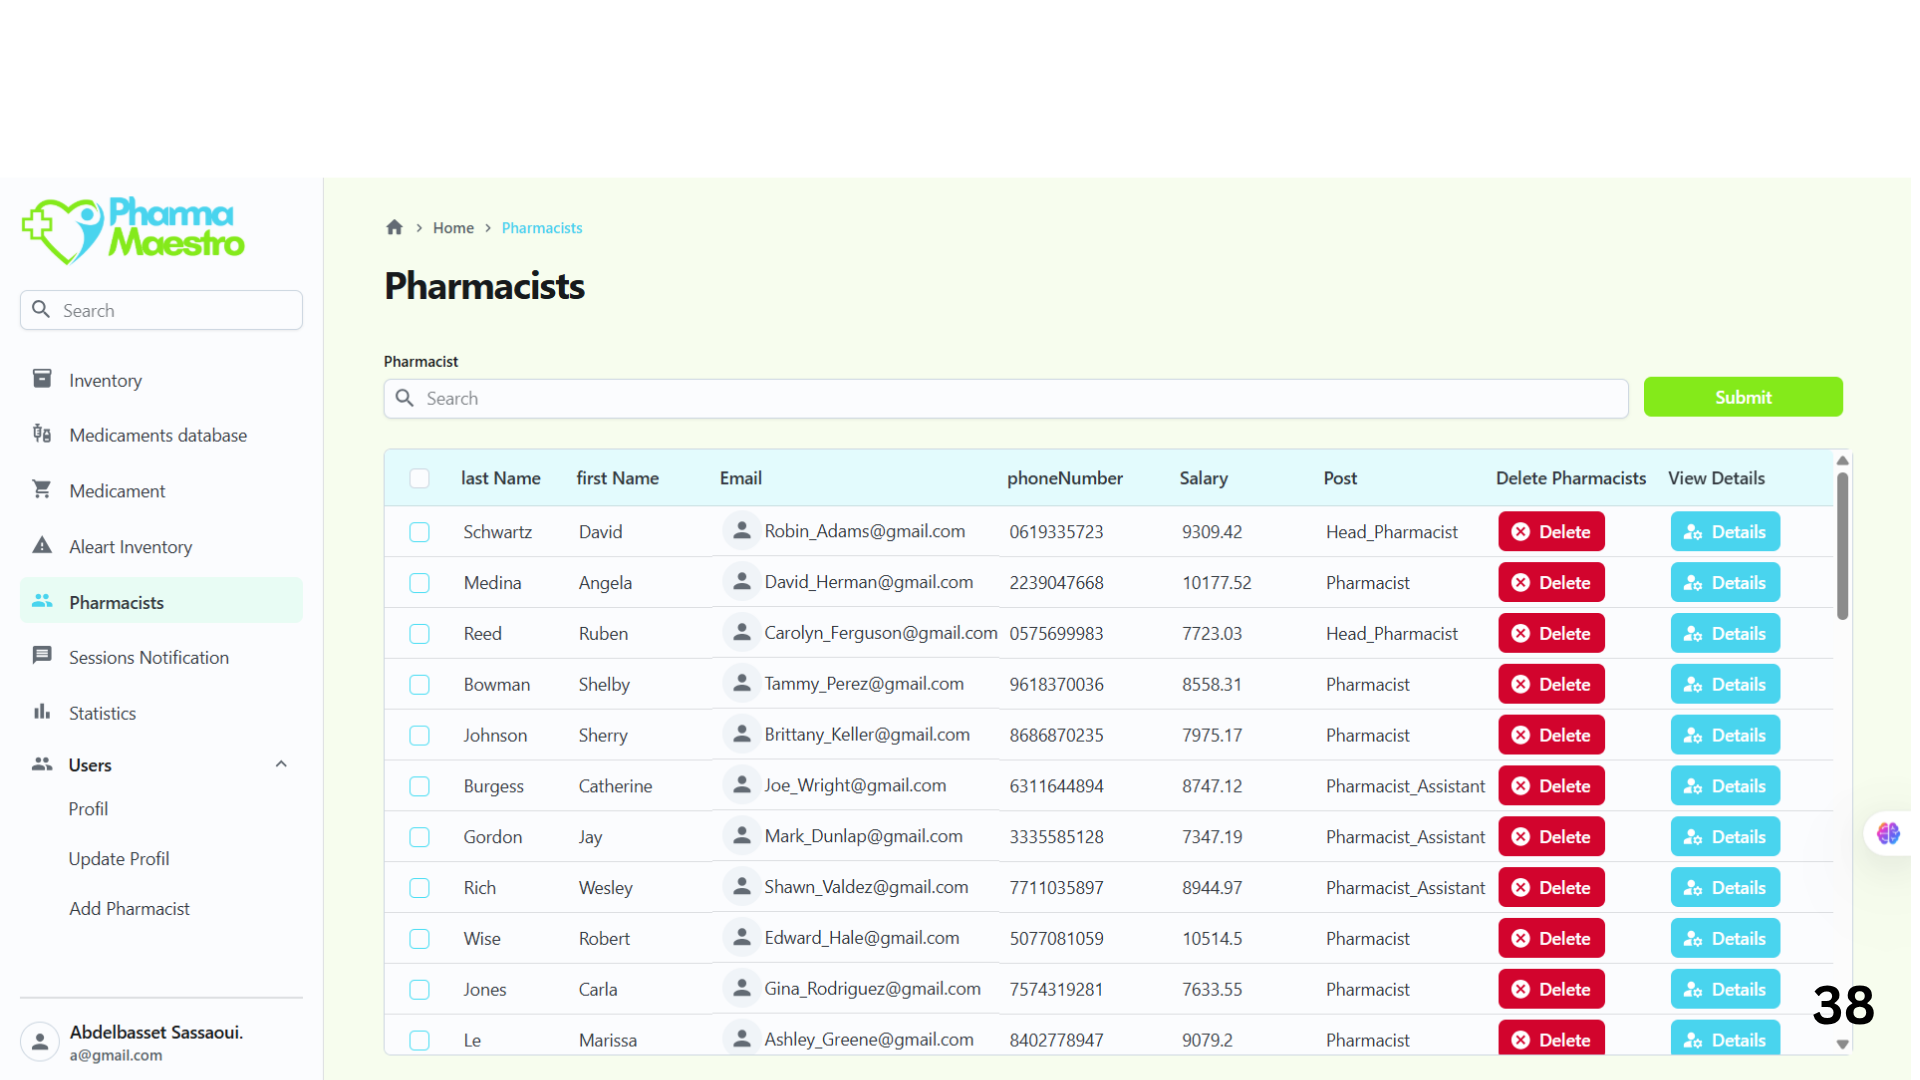 Pharma
Maestro
Search
Inventory
Medicaments database
Medicament
Aleart Inventory
Pharmacists
Sessions Notification
Statistics
Users
Profil
Update Profil
Add Pharmacist
Abdelbasset Sassaoui.
a@gmail.com
Home Pharmacists
Pharmacists
Pharmacist
Search Submit
last Name first Name Email phoneNumber Salary Post Delete Pharmacists View Details
Schwartz David Robin_Adams@gmail.com 0619335723 9309.42 Head_Pharmacist Delete Details
Medina Angela David_Herman@gmail.com 2239047668 10177.52 Pharmacist Delete Details
Reed Ruben Carolyn_Ferguson@gmail.com 0575699983 7723.03 Head_Pharmacist Delete Details
Bowman Shelby Tammy_Perez@gmail.com 9618370036 8558.31 Pharmacist Delete Details
Johnson Sherry Brittany_Keller@gmail.com 8686870235 7975.17 Pharmacist Delete Details
Burgess Catherine Joe_Wright@gmail.com 6311644894 8747.12 Pharmacist_Assistant Delete Details
Gordon Jay Mark_Dunlap@gmail.com 3335585128 7347.19 Pharmacist_Assistant Delete Details
Rich Wesley Shawn_Valdez@gmail.com 7711035897 8944.97 Pharmacist_Assistant Delete Details
Wise Robert Edward_Hale@gmail.com 5077081059 10514.5 Pharmacist Delete Details
Jones Carla Gina_Rodriguez@gmail.com 7574319281 7633.55 Pharmacist Delete Details
Le Marissa Ashley_Greene@gmail.com 8402778947 9079.2 Pharmacist Delete Details
38